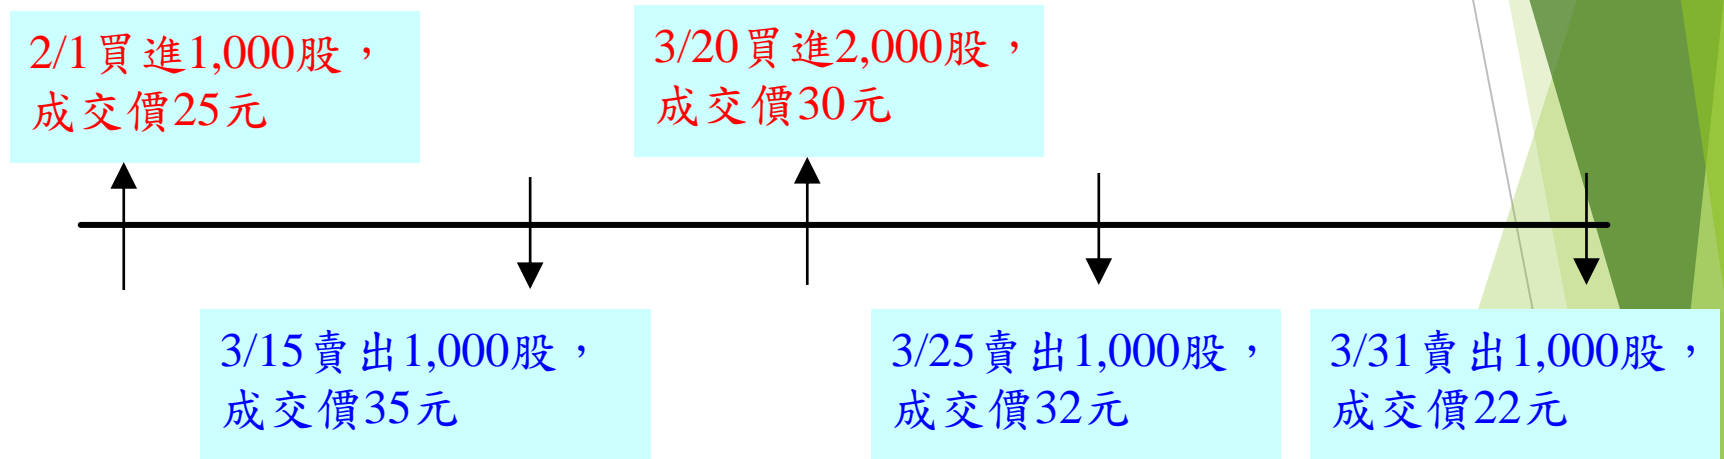 2/1買進1,000股，
成交價25元
3/20買進2,000股，
成交價30元
3/15賣出1,000股，
成交價35元
3/25賣出1,000股，
成交價32元
3/31賣出1,000股，
成交價22元